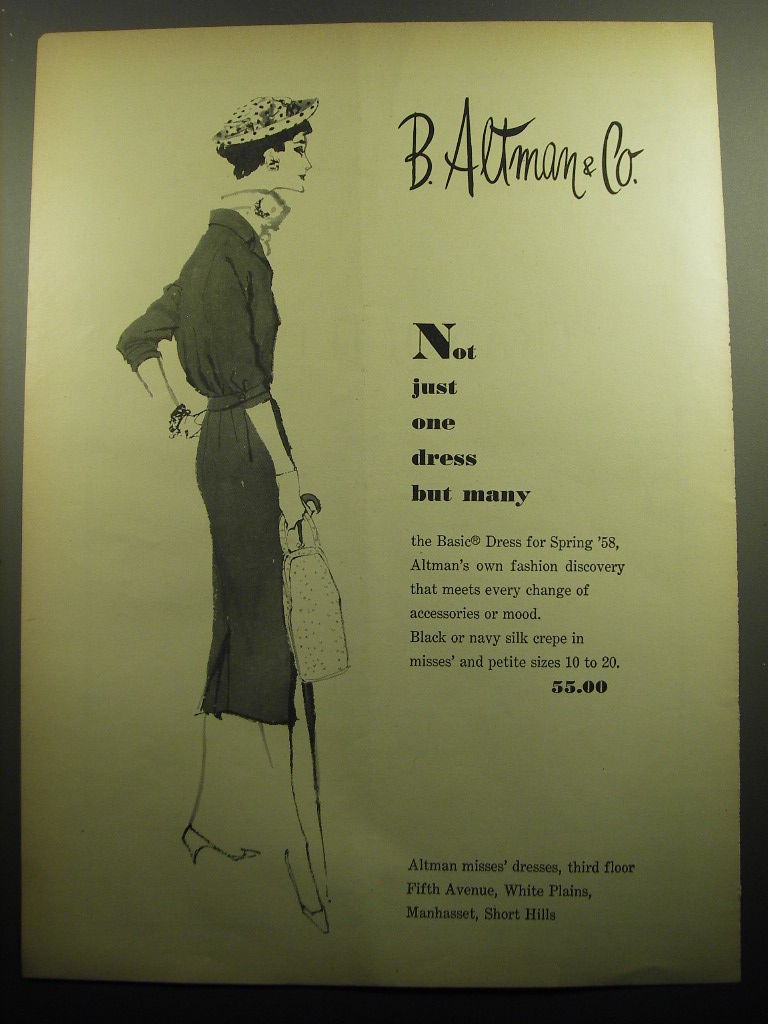 B. Altman & Co.
Not
just
one
dress
but many
the Basic® Dress for Spring '58,
Altman's own fashion discovery
that meets every change of
accessories or mood.
Black or navy silk crepe in
misses' and petite sizes 10 to 20.
55.00
Altman misses' dresses, third floor
Fifth Avenue, White Plains,
Manhasset, Short Hills